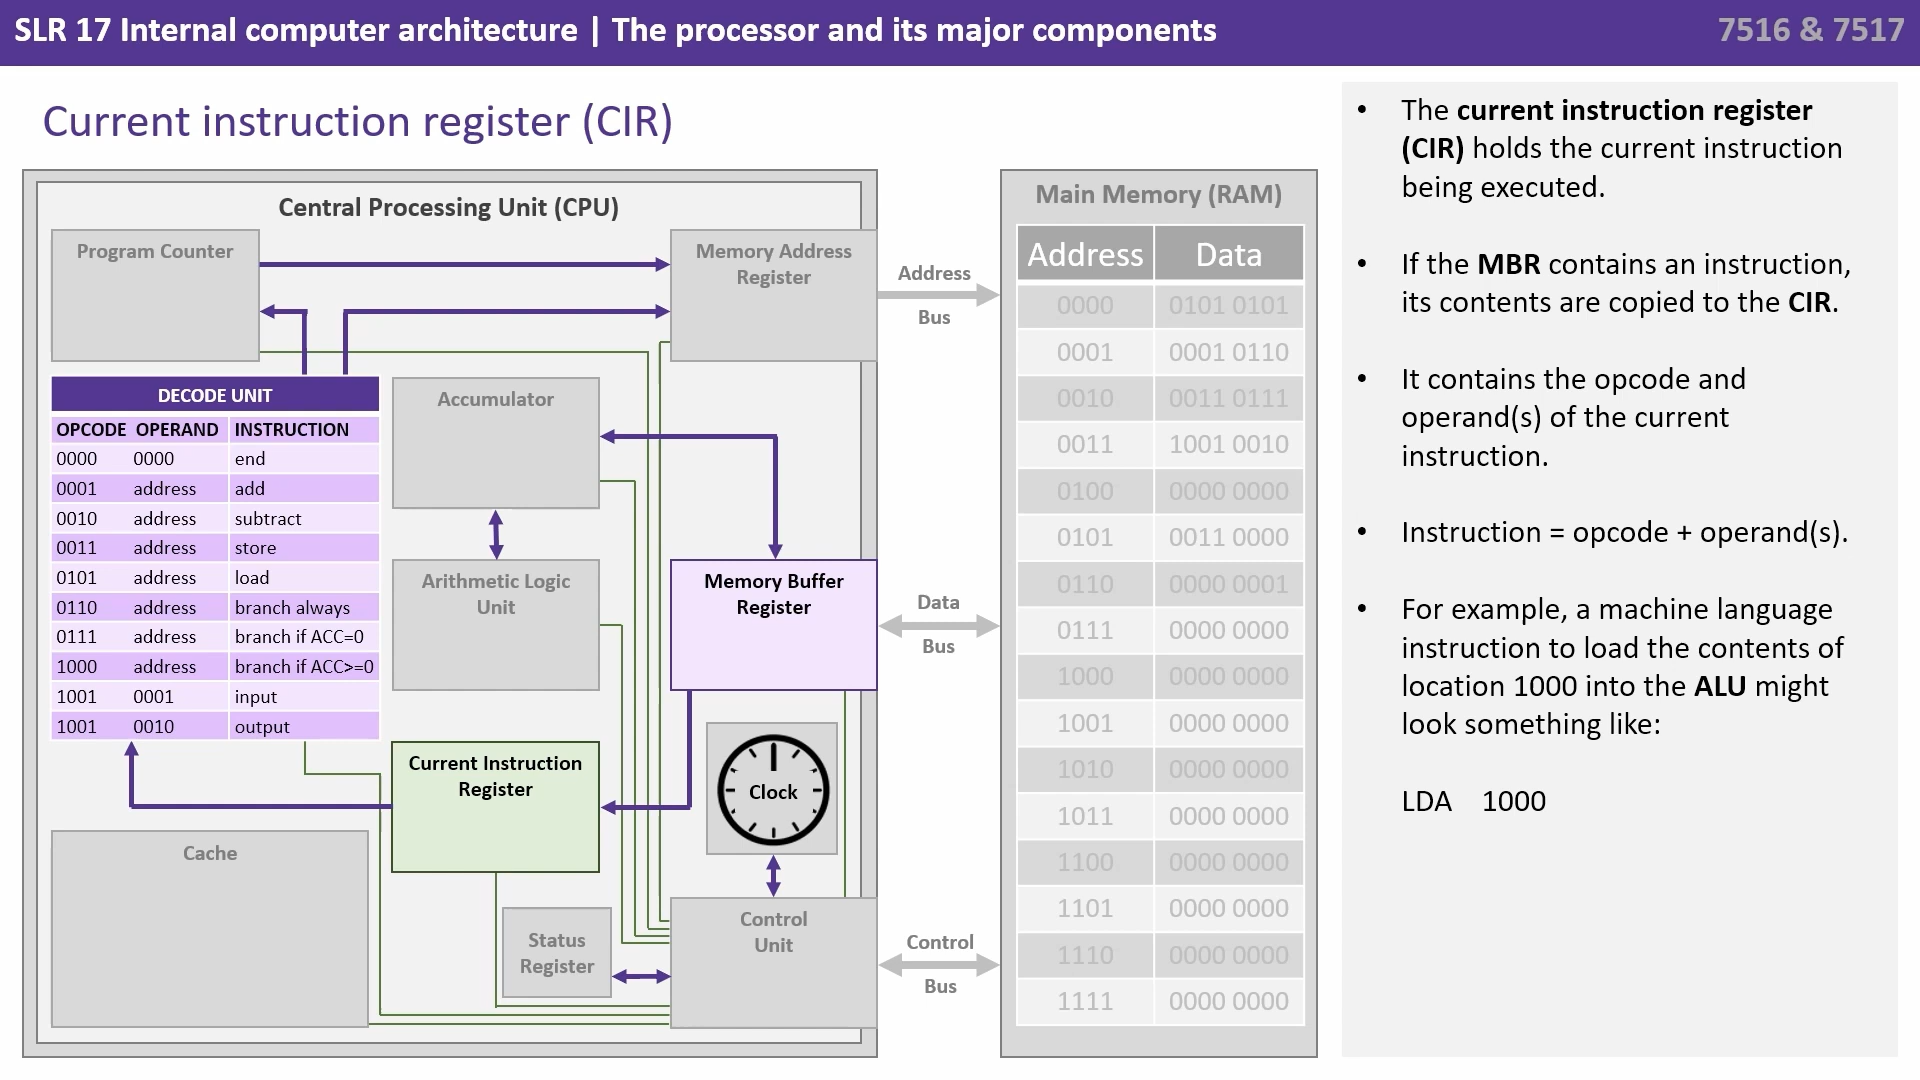 SLR 17 Internal computer architecture | The processor and its major components
7516 & 7517
Current instruction register (CIR)
Central Processing Unit (CPU)
Program Counter
Memory Address
Register
DECODE UNIT
OPCODE OPERAND INSTRUCTION
0000 0000 end
0001 address add
0010 address subtract
0011 address store
0101 address load
0110 address branch always
0111 address branch if ACC=0
1000 address branch if ACC>=0
1001 0001 input
1001 0010 output
Accumulator
Arithmetic Logic
Unit
Memory Buffer
Register
Current Instruction
Register
Clock
Cache
Status
Register
Control
Unit
Address
Bus
Data
Bus
Control
Bus
Main Memory (RAM)
Address Data
0000 0101 0101
0001 0001 0110
0010 0011 0111
0011 1001 0010
0100 0000 0000
0101 0011 0000
0110 0000 0001
0111 0000 0000
1000 0000 0000
1001 0000 0000
1010 0000 0000
1011 0000 0000
1100 0000 0000
1101 0000 0000
1110 0000 0000
1111 0000 0000
• The current instruction register
(CIR) holds the current instruction
being executed.
• If the MBR contains an instruction,
its contents are copied to the CIR.
• It contains the opcode and
operand(s) of the current
instruction.
• Instruction = opcode + operand(s).
• For example, a machine language
instruction to load the contents of
location 1000 into the ALU might
look something like:
LDA 1000